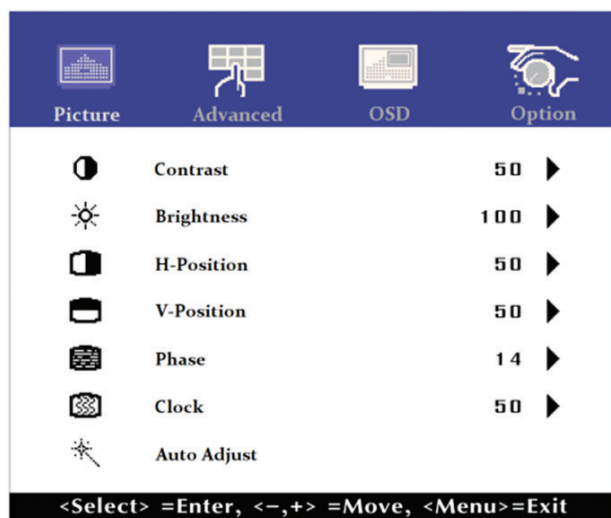 Picture Advanced OSD Option
Contrast 50
Brightness 100
H-Position 50
V-Position 50
Phase 14
Clock 50
Auto Adjust
<Select> =Enter, <−,+> =Move, <Menu>=Exit